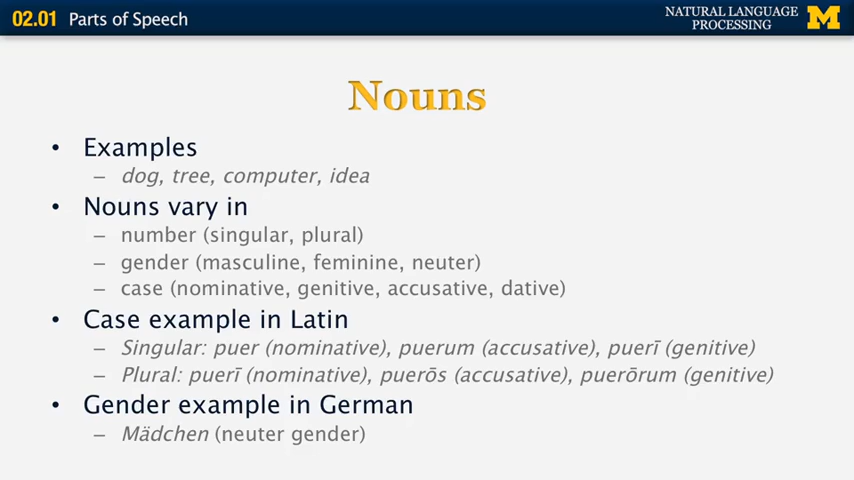 02.01 Parts of Speech
NATURAL LANGUAGE
PROCESSING
M
Nouns
• Examples
– dog, tree, computer, idea
• Nouns vary in
– number (singular, plural)
– gender (masculine, feminine, neuter)
– case (nominative, genitive, accusative, dative)
• Case example in Latin
– Singular: puer (nominative), puerum (accusative), puerī (genitive)
– Plural: puerī (nominative), puerōs (accusative), puerōrum (genitive)
• Gender example in German
– Mädchen (neuter gender)